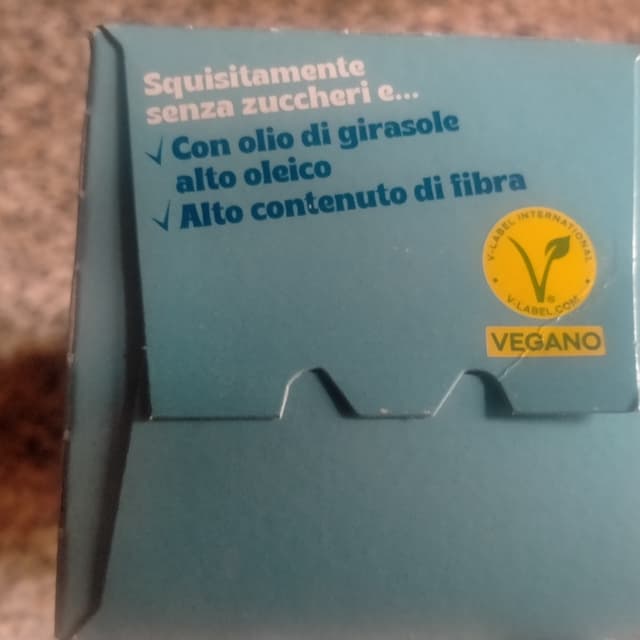 Squisitamente
senza zuccheri e...
Con olio di girasole
alto oleico
Alto contenuto di fibra
V-LABEL INTERNATIONAL
V-LABEL.COM
VEGANO